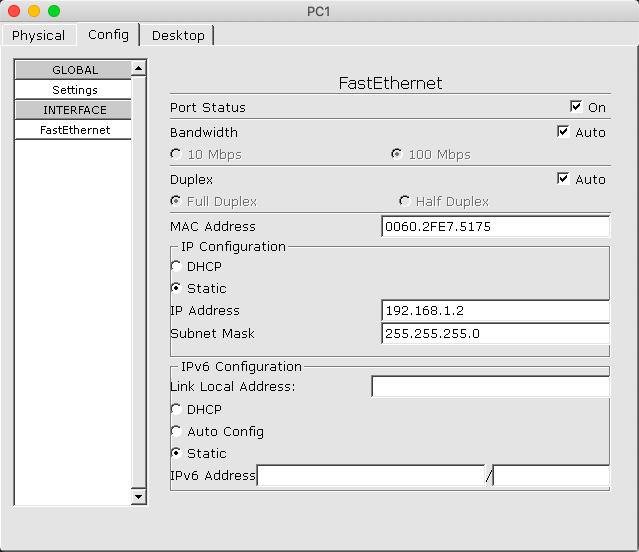 PC1
Physical Config Desktop
GLOBAL
Settings
INTERFACE
FastEthernet
FastEthernet
Port Status On
Bandwidth Auto
10 Mbps 100 Mbps
Duplex Auto
Full Duplex Half Duplex
MAC Address 0060.2FE7.5175
IP Configuration
DHCP
Static
IP Address 192.168.1.2
Subnet Mask 255.255.255.0
IPv6 Configuration
Link Local Address:
DHCP
Auto Config
Static
IPv6 Address /